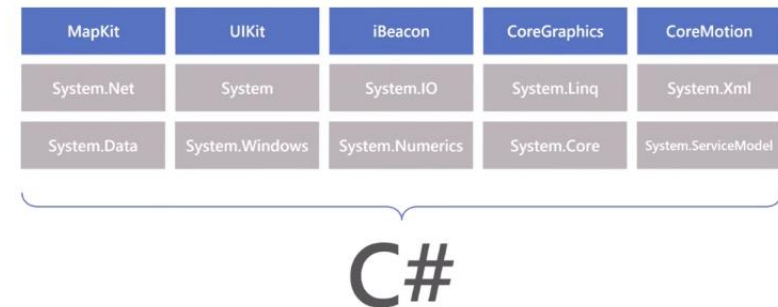 MapKit UIKit iBeacon CoreGraphics CoreMotion
System.Net System System.IO System.Linq System.Xml
System.Data System.Windows System.Numerics System.Core System.ServiceModel
C#